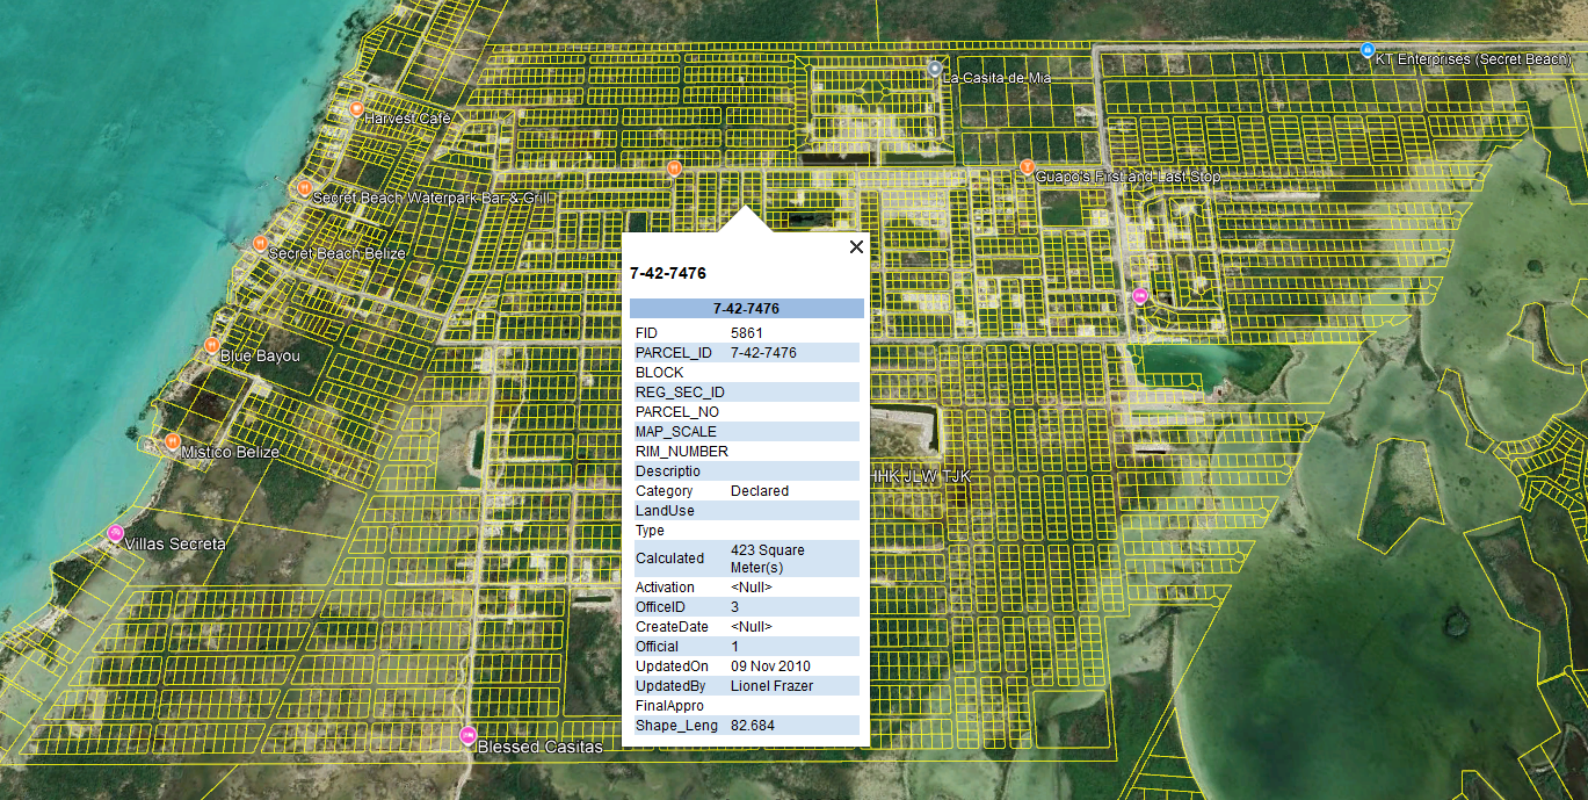 KT Enterprises (Secret Beach)
La Casita de Mia
Harvest Café
Guapo's First and Last Stop
Secret Beach Waterpark Bar & Grill
Secret Beach Belize
Blue Bayou
Mistico Belize
HHK JLW TJK
Villas Secreta
Blessed Casitas
7-42-7476
7-42-7476
FID 5861
PARCEL_ID 7-42-7476
BLOCK
REG_SEC_ID
PARCEL_NO
MAP_SCALE
RIM_NUMBER
Descriptio
Category Declared
LandUse
Type
Calculated 423 Square
Meter(s)
Activation <Null>
OfficeID 3
CreateDate <Null>
Official 1
UpdatedOn 09 Nov 2010
UpdatedBy Lionel Frazer
FinalAppro
Shape_Leng 82.684